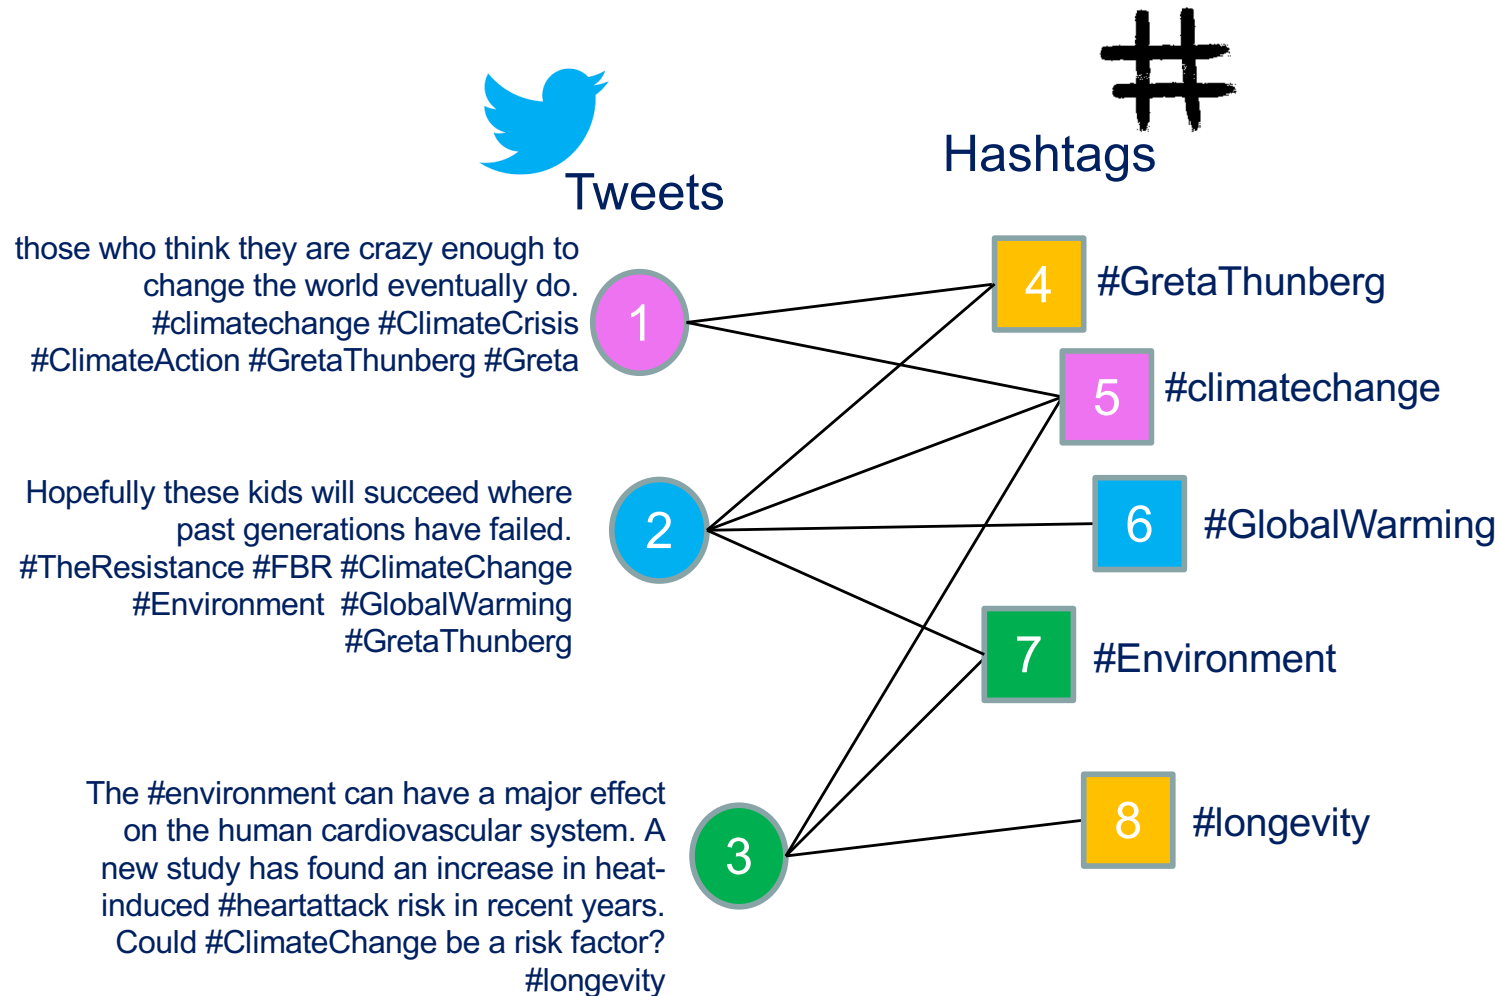 Tweets
Hashtags
those who think they are crazy enough to
change the world eventually do.
#climatechange #ClimateCrisis
#ClimateAction #GretaThunberg #Greta
1
4
#GretaThunberg
5
#climatechange
Hopefully these kids will succeed where
past generations have failed.
#TheResistance #FBR #ClimateChange
#Environment  #GlobalWarming
#GretaThunberg
2
6
#GlobalWarming
7
#Environment
The #environment can have a major effect
on the human cardiovascular system. A
new study has found an increase in heat-
induced #heartattack risk in recent years.
Could #ClimateChange be a risk factor?
#longevity
3
8
#longevity